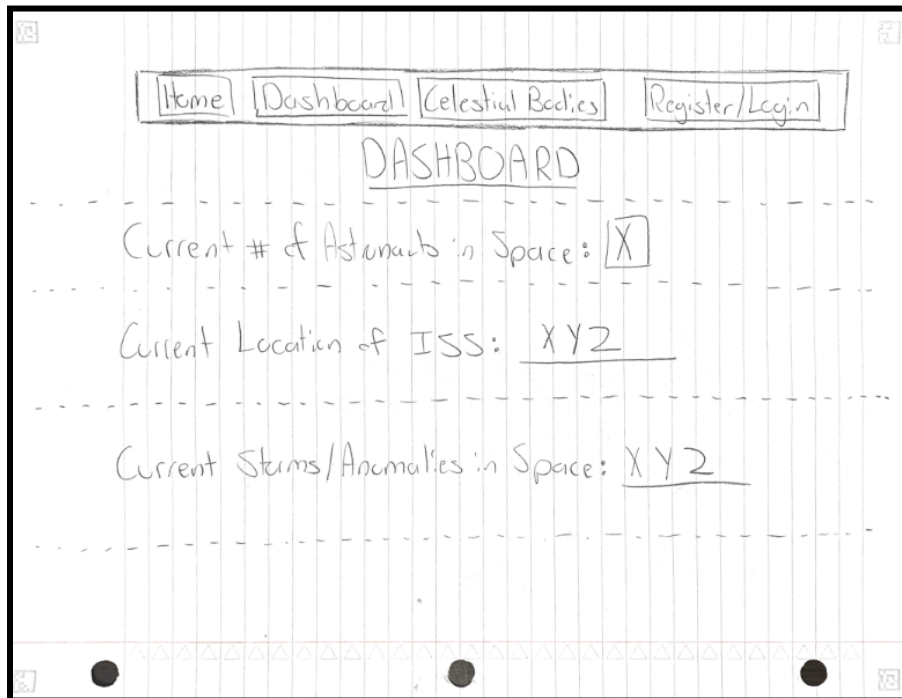 Home Dashboard Celestial Bodies Register/Login
DASHBOARD
Current # of Astronauts in Space: X
Current Location of ISS: XYZ
Current Storms/Anomalies in Space: XYZ